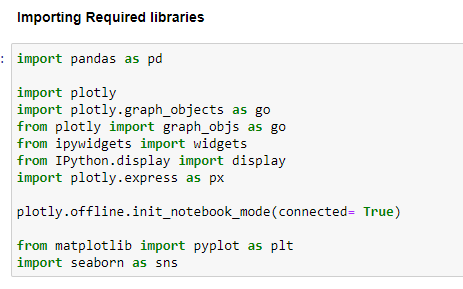 Importing Required libraries
: import pandas as pd
import plotly
import plotly.graph_objects as go
from plotly import graph_objs as go
from ipywidgets import widgets
from IPython.display import display
import plotly.express as px
plotly.offline.init_notebook_mode(connected= True)
from matplotlib import pyplot as plt
import seaborn as sns